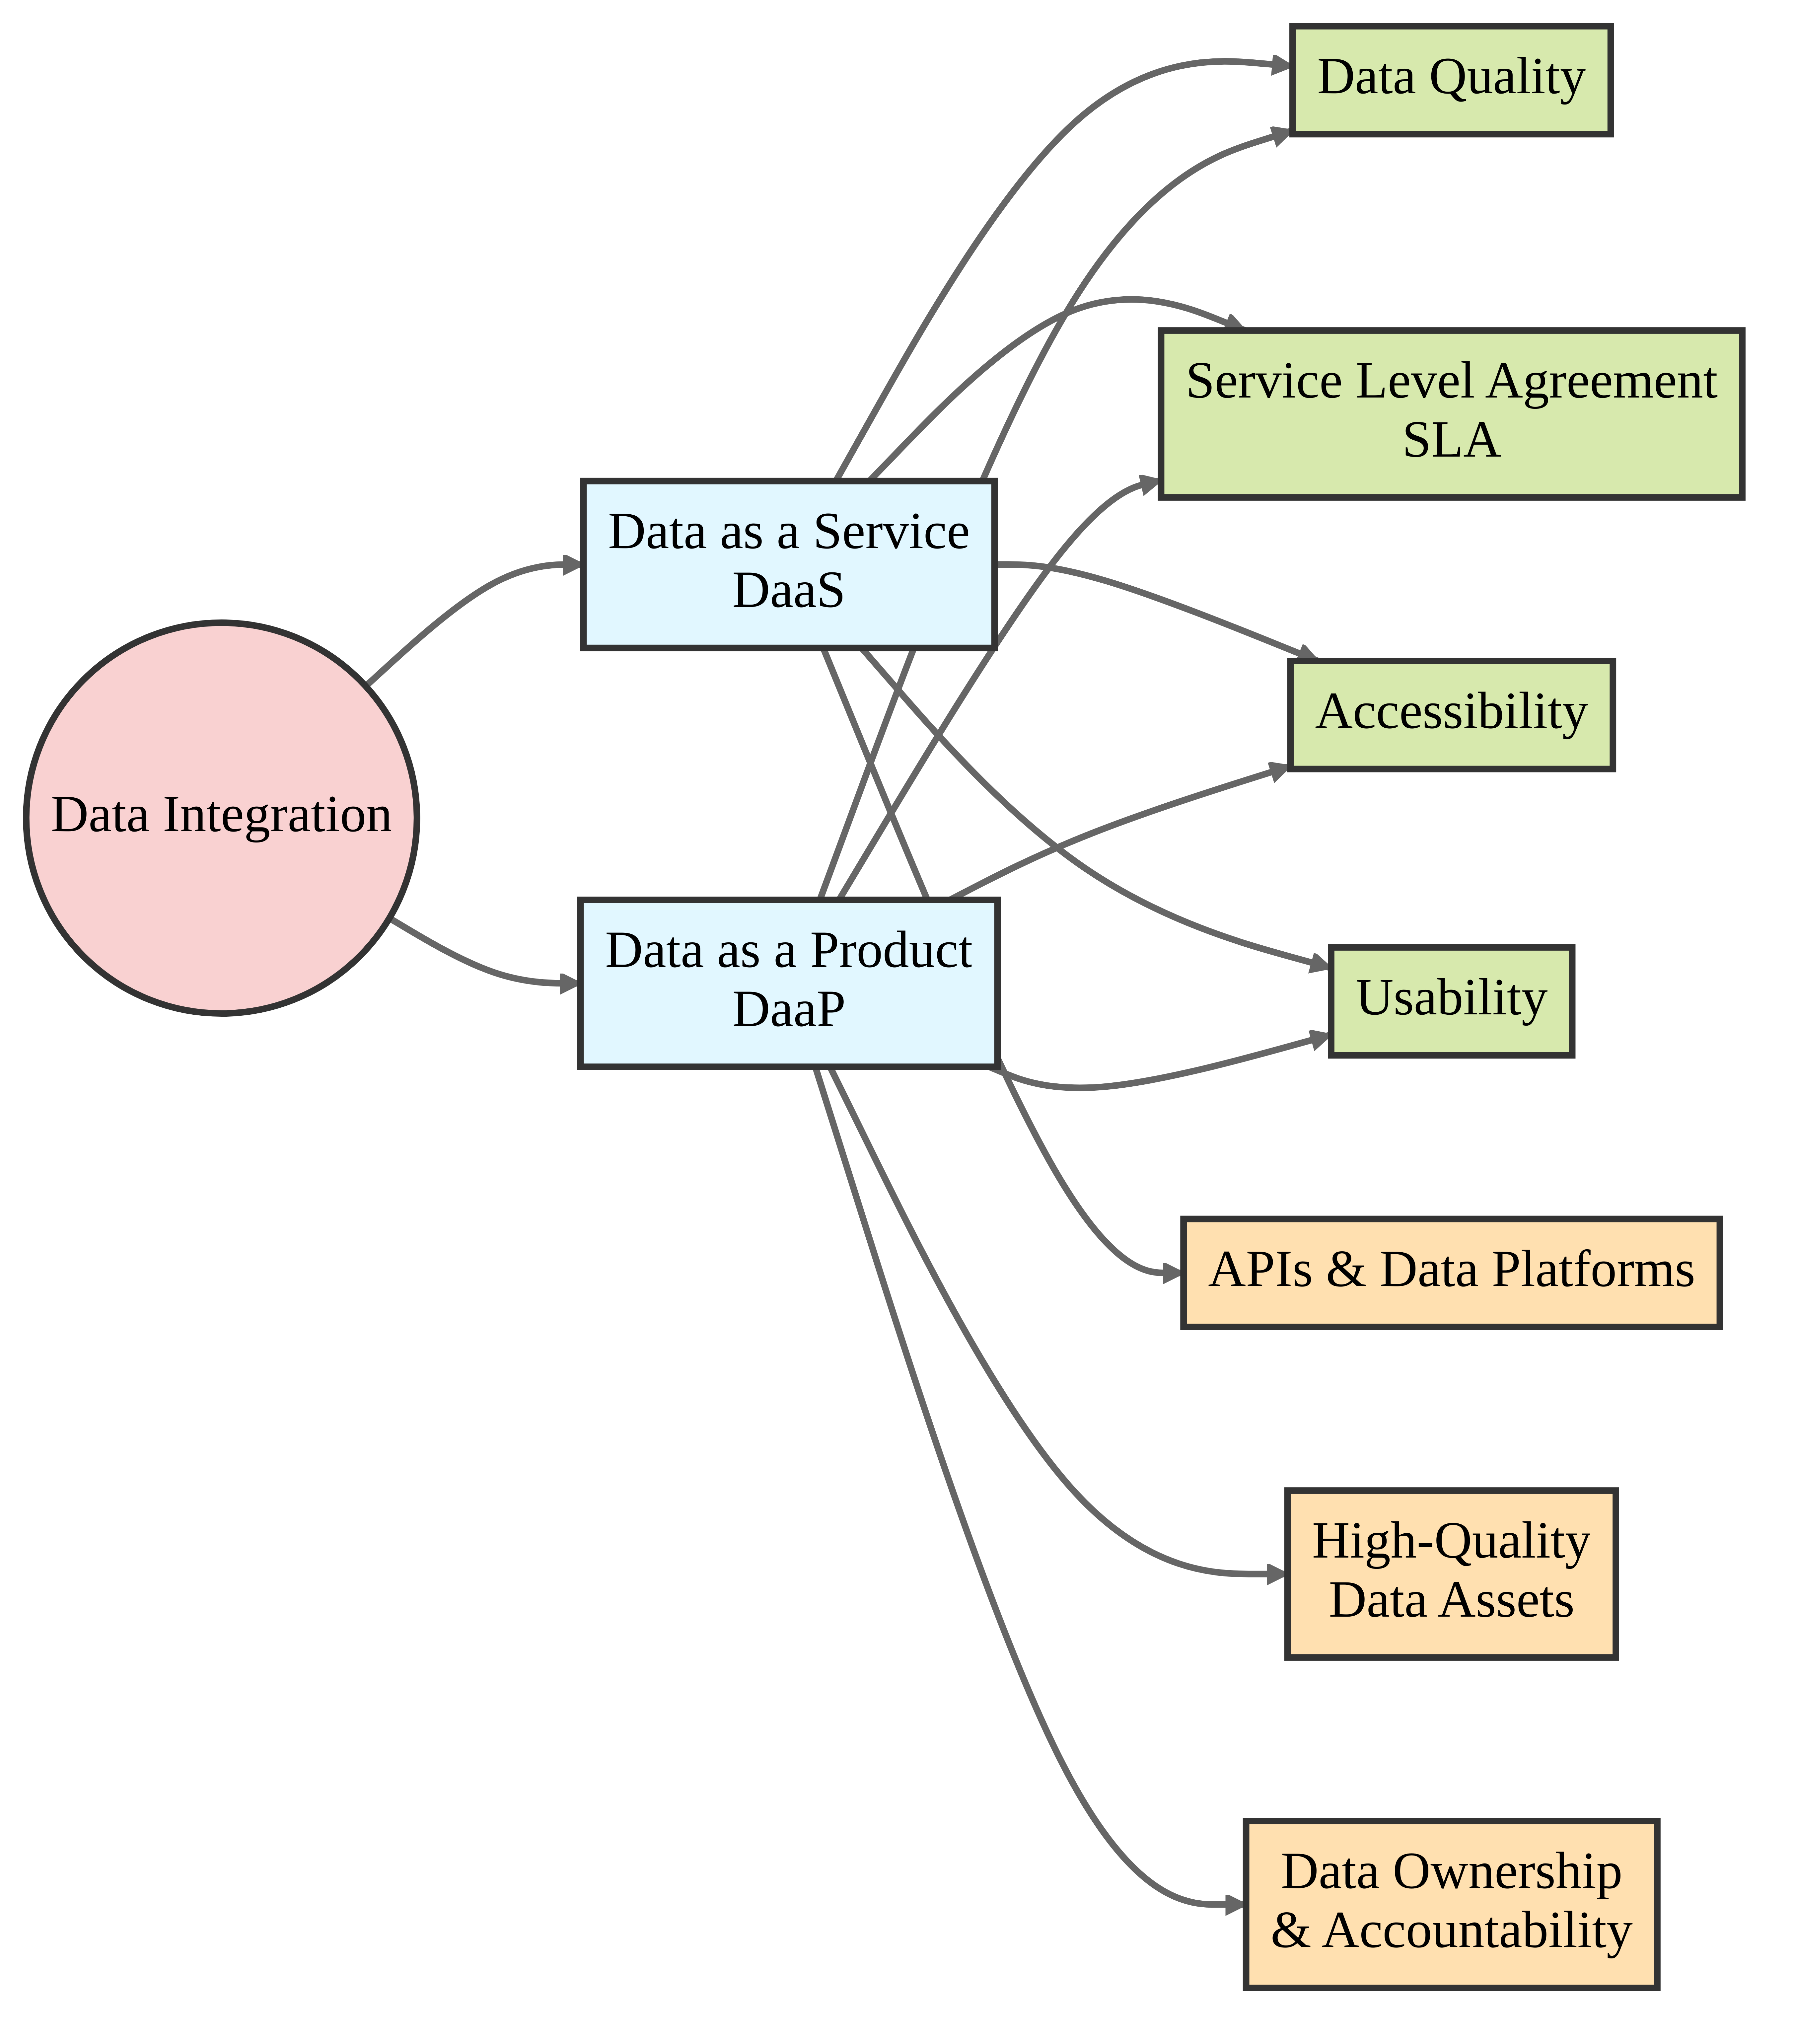 Data Integration
Data as a Service
DaaS
Data as a Product
DaaP
Data Quality
Service Level Agreement
SLA
Accessibility
Usability
APIs & Data Platforms
High-Quality
Data Assets
Data Ownership
& Accountability